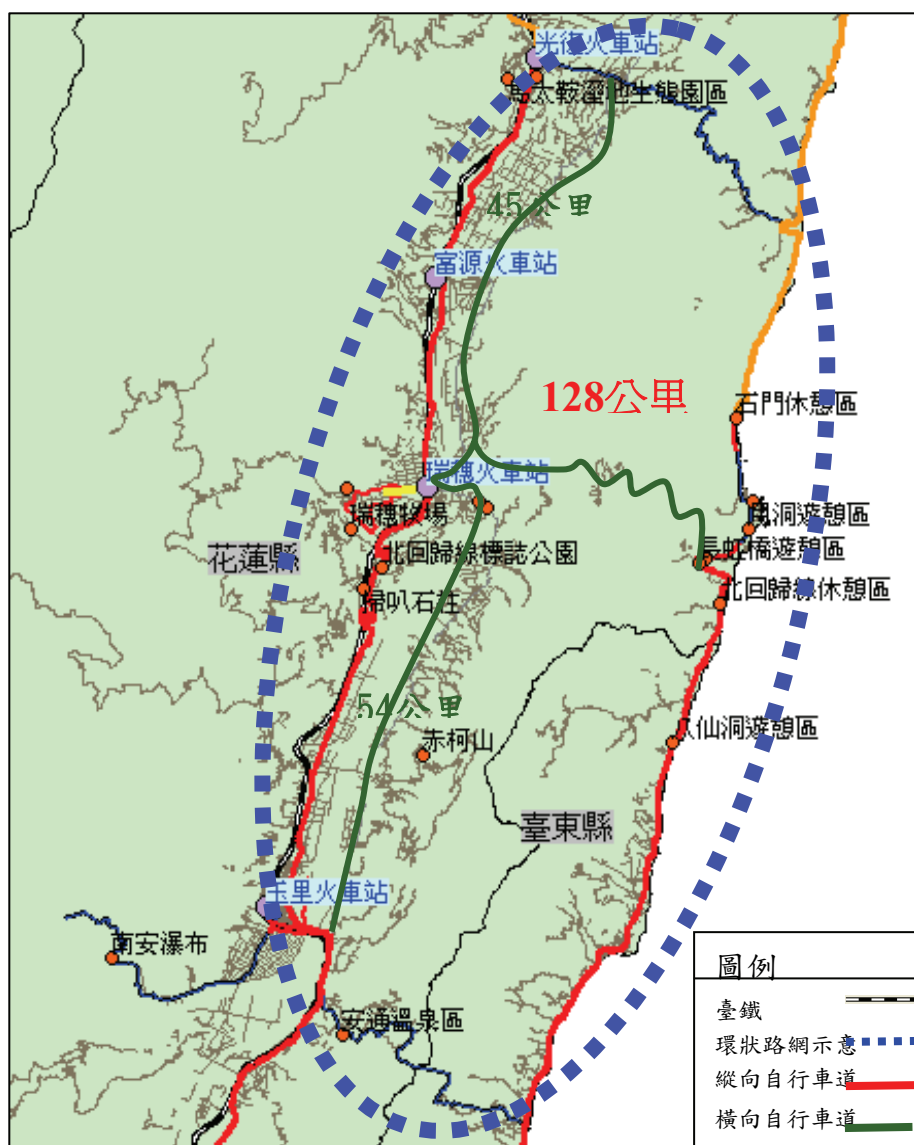 光復火車站
馬太鞍溼地生態園區
45公里
富源火車站
128公里
石門休憩區
瑞穗火車站
瑞穗牧場
風洞遊憩區
長虹橋遊憩區
花蓮縣
北回歸線標誌公園
掃叭石柱
北回歸線休憩區
54公里
赤柯山
八仙洞遊憩區
臺東縣
玉里火車站
南安瀑布
安通溫泉區
圖例
臺鐵
環狀路網示意
縱向自行車道
橫向自行車道